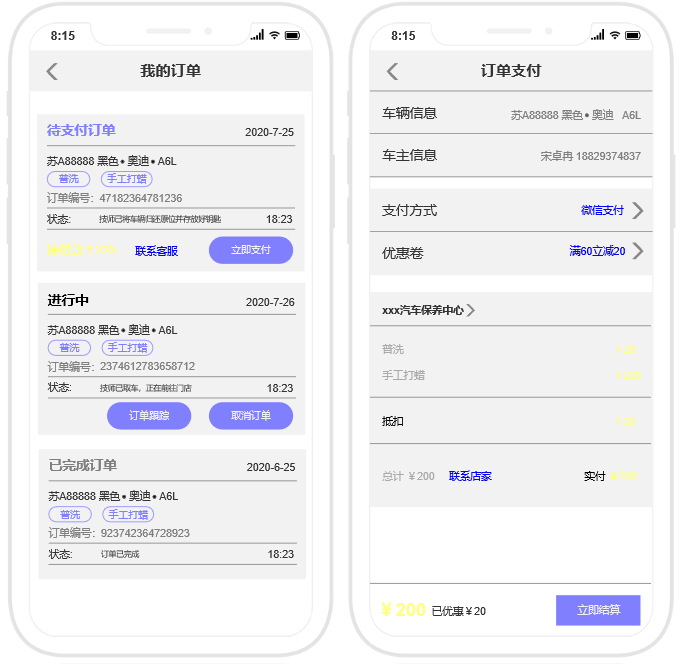 8:15
我的订单
待支付订单 2020-7-25
苏A88888 黑色•奥迪•A6L
普洗 手工打蜡
订单编号: 47182364781236
状态: 技师已将车辆归还原位并存放好钥匙 18:23
联系客服 立即支付
进行中 2020-7-26
苏A88888 黑色•奥迪•A6L
普洗 手工打蜡
订单编号: 2374612783658712
状态: 技师已取车，正在前往门店 18:23
订单跟踪 取消订单
已完成订单 2020-6-25
苏A88888 黑色•奥迪•A6L
普洗 手工打蜡
订单编号: 923742364728923
状态: 订单已完成 18:23
8:15
订单支付
车辆信息 苏A88888 黑色•奥迪 A6L
车主信息 宋卓冉 18829374837
支付方式 微信支付
优惠卷 满60立减20
xxx汽车保养中心
普洗 ￥20
手工打蜡 ￥200
抵扣 ￥20
总计 ￥200 联系店家 实付 ￥200
￥200 已优惠￥20 立即结算